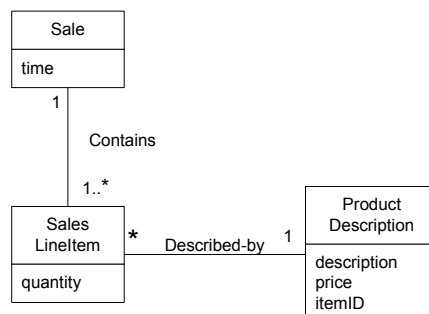 Sale
time
1
Contains
1..*
Sales
LineItem
quantity
*
Described-by
1
Product
Description
description
price
itemID